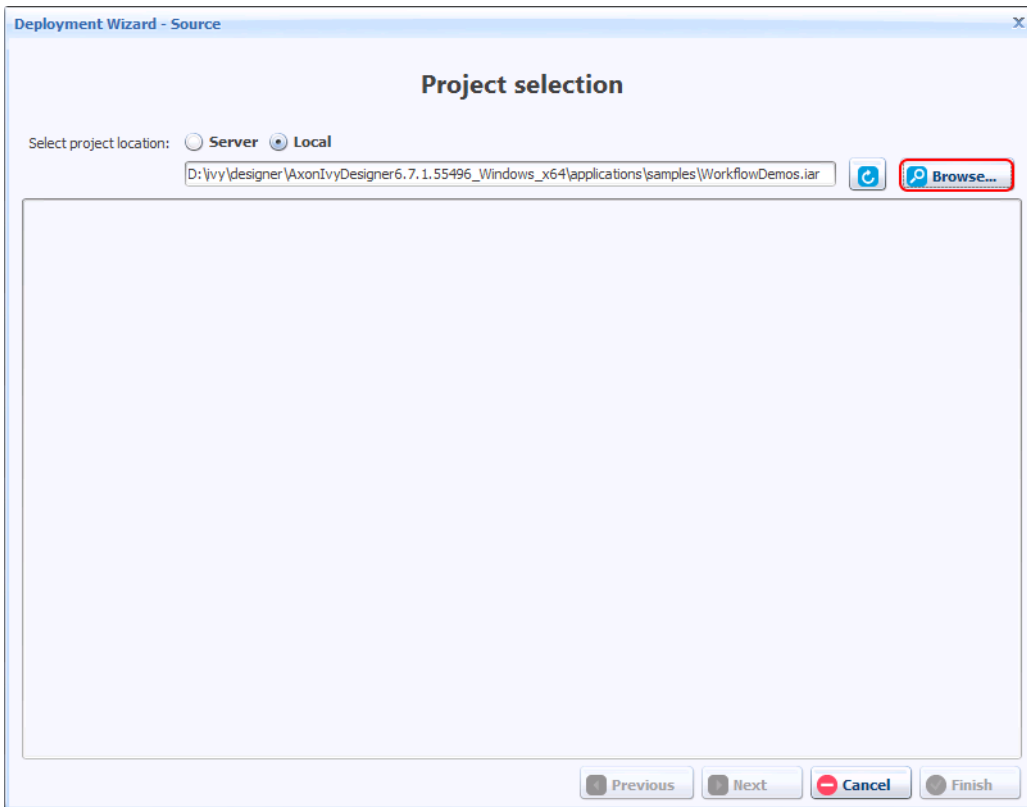 Deployment Wizard - Source
Project selection
Select project location: Server Local
D:\ivy\designer\AxonIvyDesigner6.7.1.55496_Windows_x64\applications\samples\WorkflowDemos.iar Browse...
Previous Next Cancel Finish